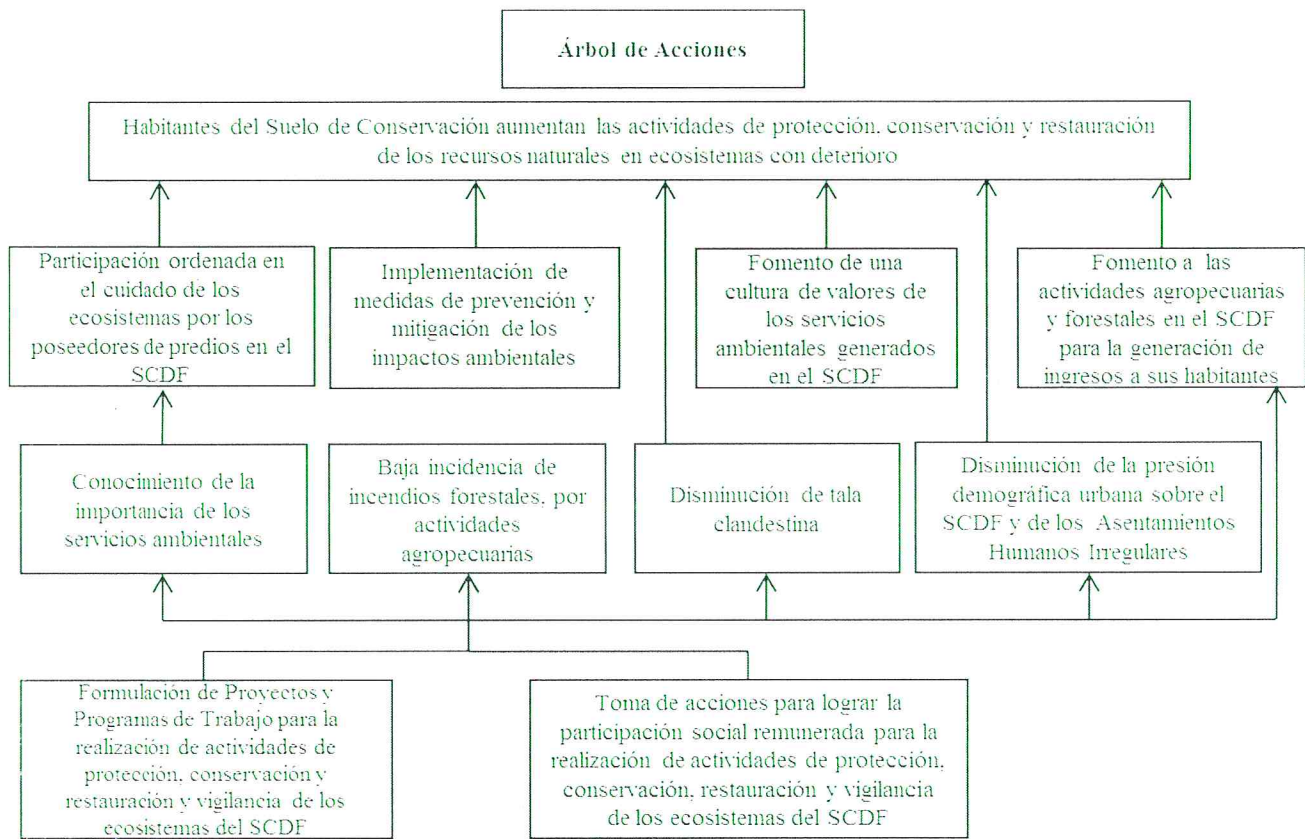 Árbol de Acciones
Habitantes del Suelo de Conservación aumentan las actividades de protección, conservación y restauración
de los recursos naturales en ecosistemas con deterioro
Participación ordenada en
el cuidado de los
ecosistemas por los
poseedores de predios en el
SCDF
Implementación de
medidas de prevención y
mitigación de los
impactos ambientales
Fomento de una
cultura de valores de
los servicios
ambientales generados
en el SCDF
Fomento a las
actividades agropecuarias
y forestales en el SCDF
para la generación de
ingresos a sus habitantes
Conocimiento de la
importancia de los
servicios ambientales
Baja incidencia de
incendios forestales, por
actividades
agropecuarias
Disminución de tala
clandestina
Disminución de la presión
demográfica urbana sobre el
SCDF y de los Asentamientos
Humanos Irregulares
Formulación de Proyectos y
Programas de Trabajo para la
realización de actividades de
protección, conservación y
restauración y vigilancia de los
ecosistemas del SCDF
Toma de acciones para lograr la
participación social remunerada para la
realización de actividades de protección,
conservación, restauración y vigilancia
de los ecosistemas del SCDF